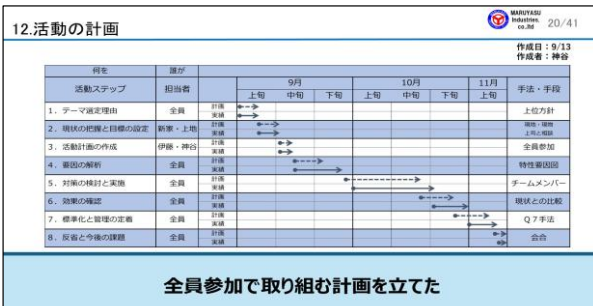 12.活動の計画
MARUYASU
Industries.
co.,ltd
20/41
作成日：9/13
作成者：神谷
何を 誰が
活動ステップ 担当者 9月 10月 11月 手法・手段
上旬 中旬 下旬 上旬 中旬 下旬 上旬
1. テーマ選定理由 全員 計画 上位方針
実績
2. 現状の把握と目標の設定 新家・上地 計画 現地・現物
実績 上司と相談
3. 活動計画の作成 伊藤・神谷 計画 全員参加
実績
4. 要因の解析 全員 計画 特性要因図
実績
5. 対策の検討と実施 全員 計画 チームメンバー
実績
6. 効果の確認 全員 計画 現状との比較
実績
7. 標準化と管理の定着 全員 計画 Q7手法
実績
8. 反省と今後の課題 全員 計画 会合
実績
全員参加で取り組む計画を立てた